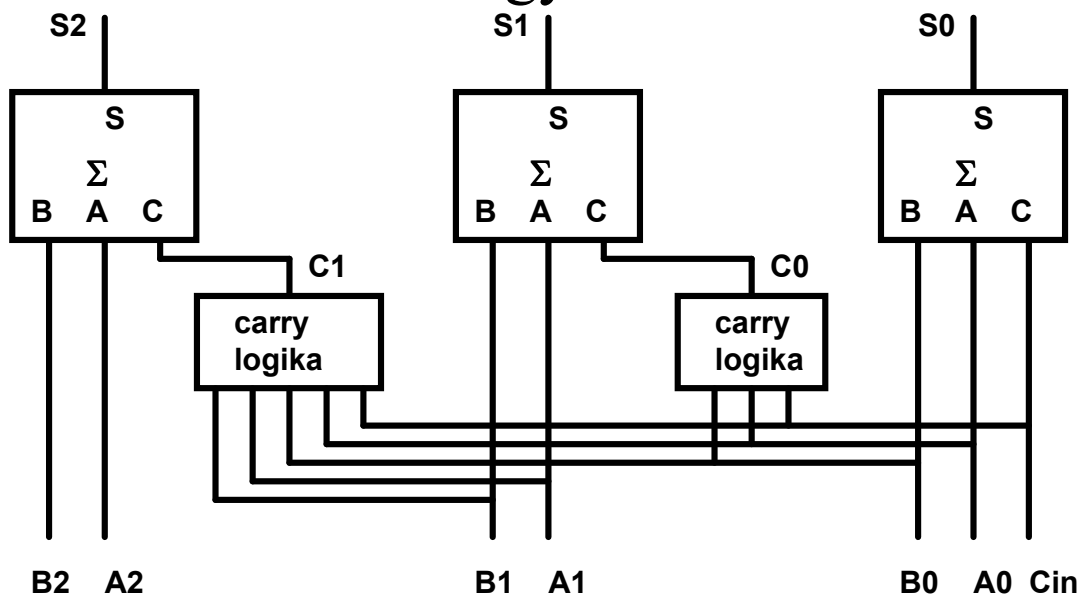 S2 S1 S0
S S S
Σ Σ Σ
B A C B A C B A C
C1 C0
carry
logika
carry
logika
B2 A2 B1 A1 B0 A0 Cin